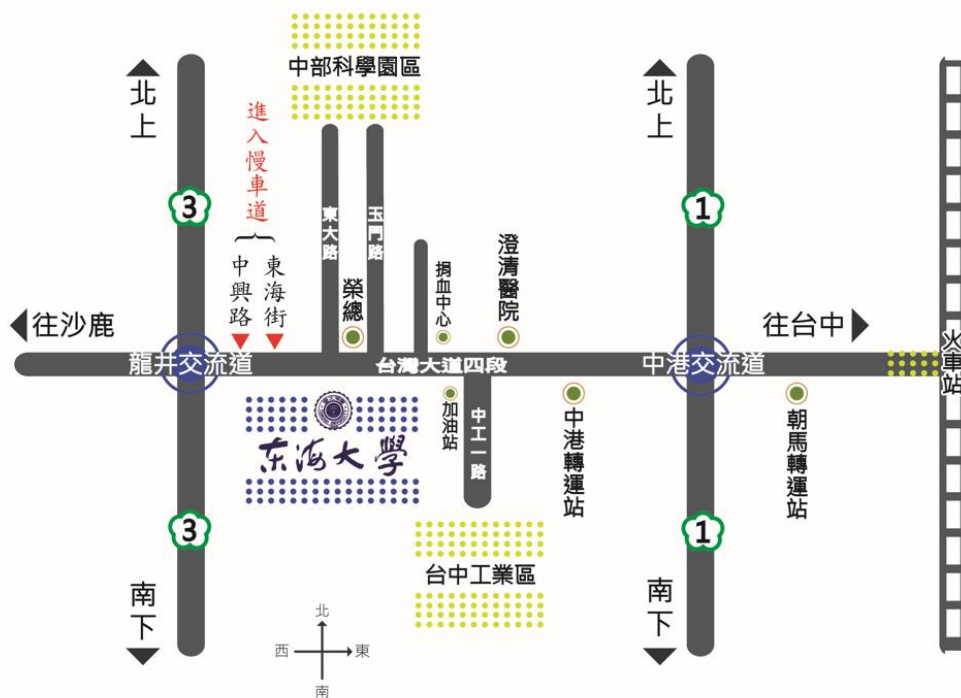 中部科學園區
北上
北上
進入慢車道
3
1
東大路
玉門路
中興路
東海街
榮總
捐血中心
澄清醫院
往沙鹿
往台中
龍井交流道
台灣大道四段
中港交流道
火車站
东海大學
加油站
中工一路
中港轉運站
朝馬轉運站
3
1
台中工業區
南下
南下
北
西
東
南